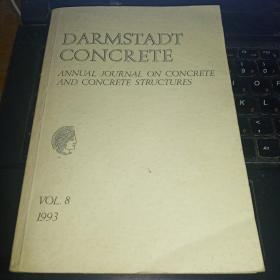 DARMSTADT
CONCRETE
ANNUAL JOURNAL ON CONCRETE
AND CONCRETE STRUCTURES
VOL. 8
1993